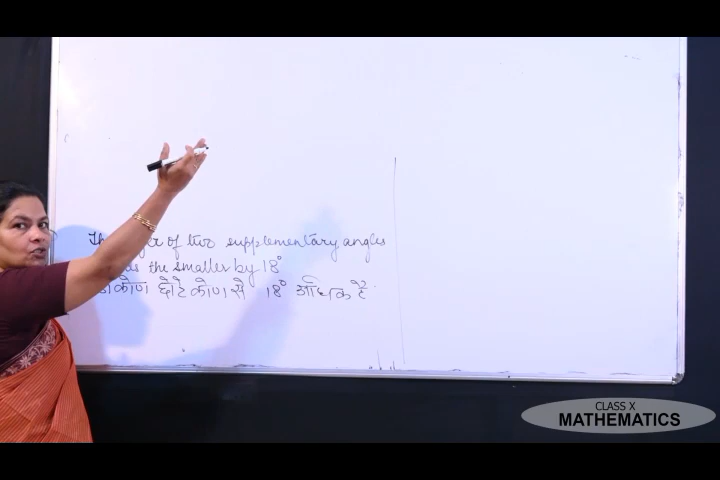 of two supplementary angles
the smaller by 18°
कोण छोटे कोण से 18° अधिक है
CLASS X
MATHEMATICS